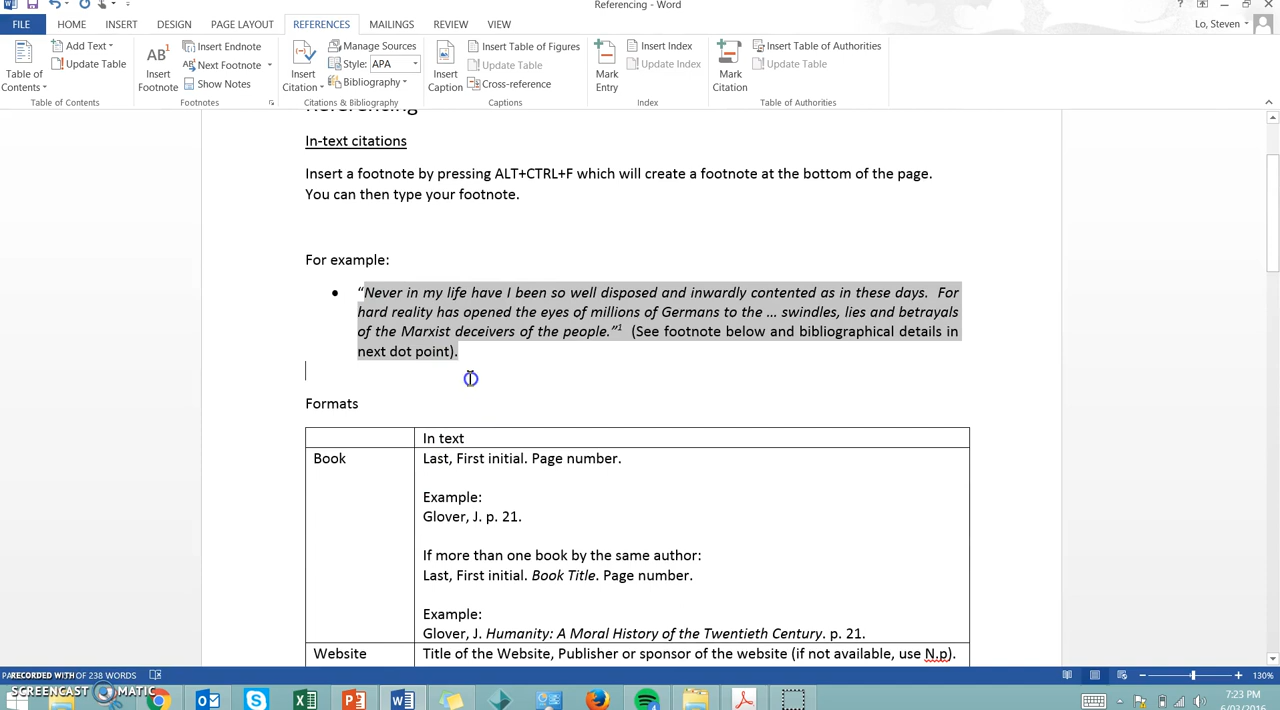 Referencing - Word
Lo, Steven
FILE HOME INSERT DESIGN PAGE LAYOUT REFERENCES MAILINGS REVIEW VIEW
Table of Contents
Add Text
Update Table
Table of Contents
AB¹ Insert Footnote
Insert Endnote
Next Footnote
Show Notes
Footnotes
Insert Citation
Manage Sources
Style: APA
Bibliography
Citations & Bibliography
Insert Caption
Insert Table of Figures
Update Table
Cross-reference
Captions
Mark Entry
Insert Index
Update Index
Index
Mark Citation
Insert Table of Authorities
Update Table
Table of Authorities
Referencing
In-text citations
Insert a footnote by pressing ALT+CTRL+F which will create a footnote at the bottom of the page.
You can then type your footnote.
For example:
• “Never in my life have I been so well disposed and inwardly contented as in these days. For
hard reality has opened the eyes of millions of Germans to the … swindles, lies and betrayals
of the Marxist deceivers of the people.”¹ (See footnote below and bibliographical details in
next dot point).
Formats
In text
Book
Last, First initial. Page number.
Example:
Glover, J. p. 21.
If more than one book by the same author:
Last, First initial. Book Title. Page number.
Example:
Glover, J. Humanity: A Moral History of the Twentieth Century. p. 21.
Website
Title of the Website, Publisher or sponsor of the website (if not available, use N.p).
RECORDED WITH
OF 238 WORDS
130%
SCREENCAST MATIC
7:23 PM
6/03/2016